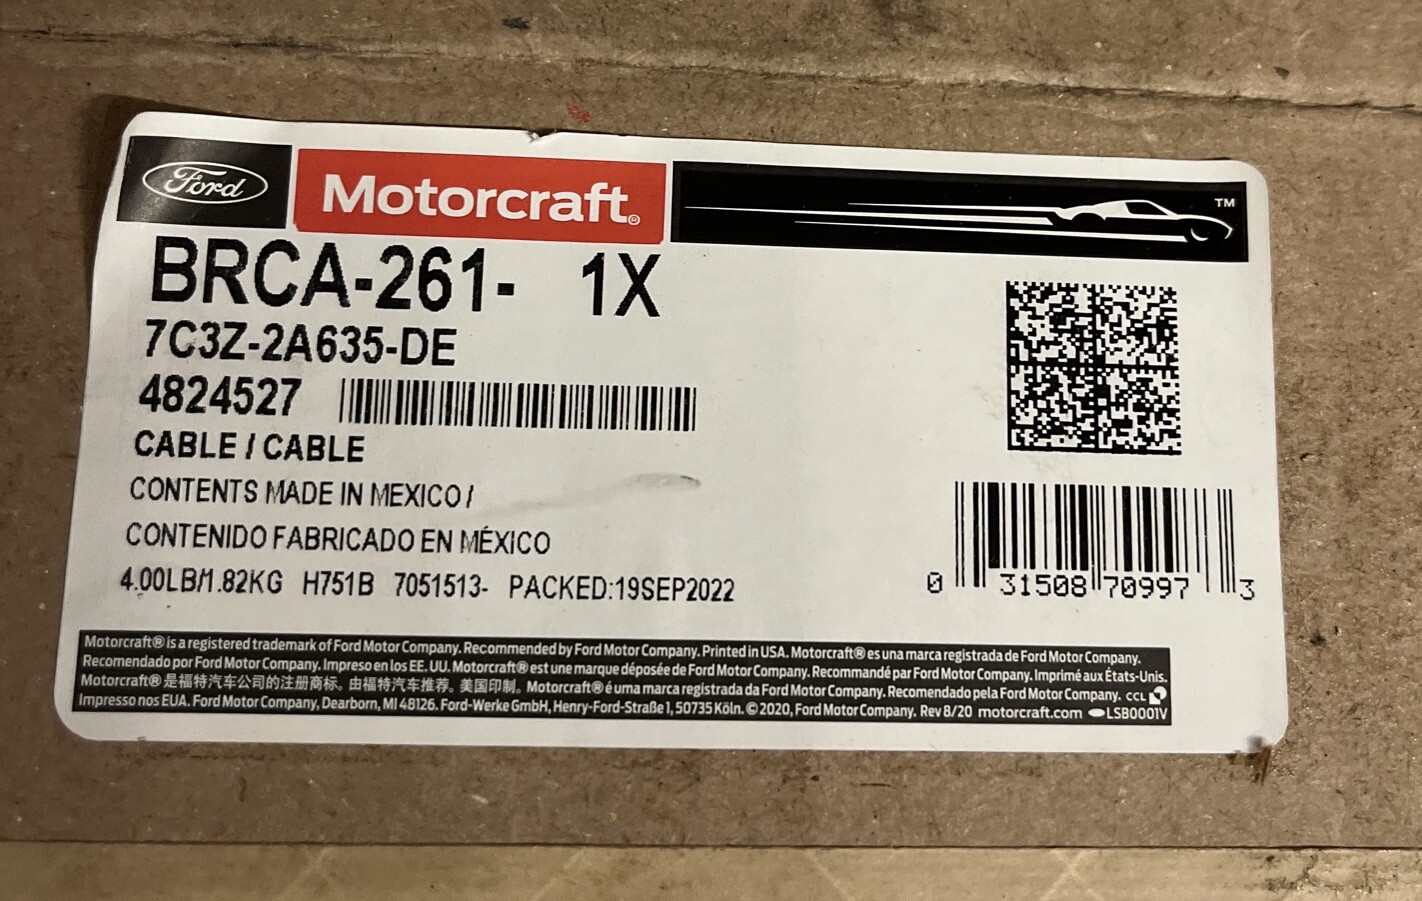 Ford Motorcraft® TM
BRCA-261- 1X
7C3Z-2A635-DE
4824527
CABLE / CABLE
CONTENTS MADE IN MEXICO /
CONTENIDO FABRICADO EN MÉXICO
4.00LB/1.82KG H751B 7051513- PACKED:19SEP2022
0 31508 70997 3
Motorcraft® is a registered trademark of Ford Motor Company. Recommended by Ford Motor Company. Printed in USA. Motorcraft® es una marca registrada de Ford Motor Company.
Recomendado por Ford Motor Company. Impreso en los EE. UU. Motorcraft® est une marque déposée de Ford Motor Company. Recommandé par Ford Motor Company. Imprimé aux États-Unis.
Motorcraft® 是福特汽车公司的注册商标。由福特汽车推荐。美国印制。Motorcraft® é uma marca registrada da Ford Motor Company. Recomendado pela Ford Motor Company. CCL
Impresso nos EUA. Ford Motor Company, Dearborn, MI 48126. Ford-Werke GmbH, Henry-Ford-Straße 1, 50735 Köln. © 2020, Ford Motor Company. Rev 8/20 motorcraft.com LSB0001V